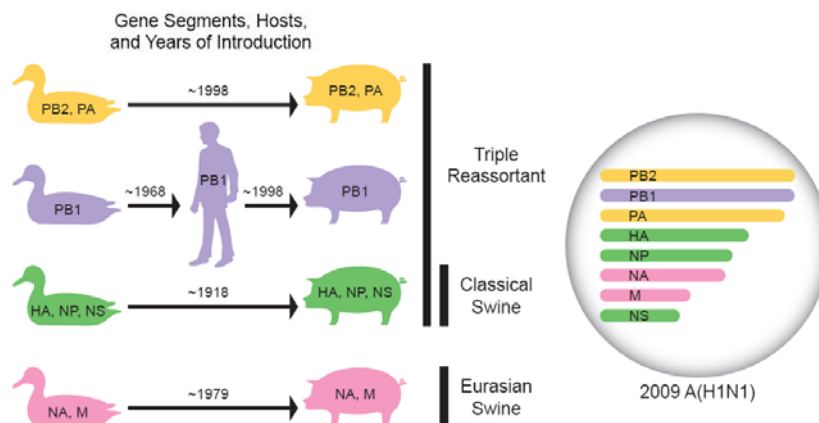 Gene Segments, Hosts,
and Years of Introduction
PB2, PA
~1998
PB2, PA
PB1
~1968
PB1
~1998
PB1
HA, NP, NS
~1918
HA, NP, NS
NA, M
~1979
NA, M
Triple
Reassortant
Classical
Swine
Eurasian
Swine
PB2
PB1
PA
HA
NP
NA
M
NS
2009 A(H1N1)